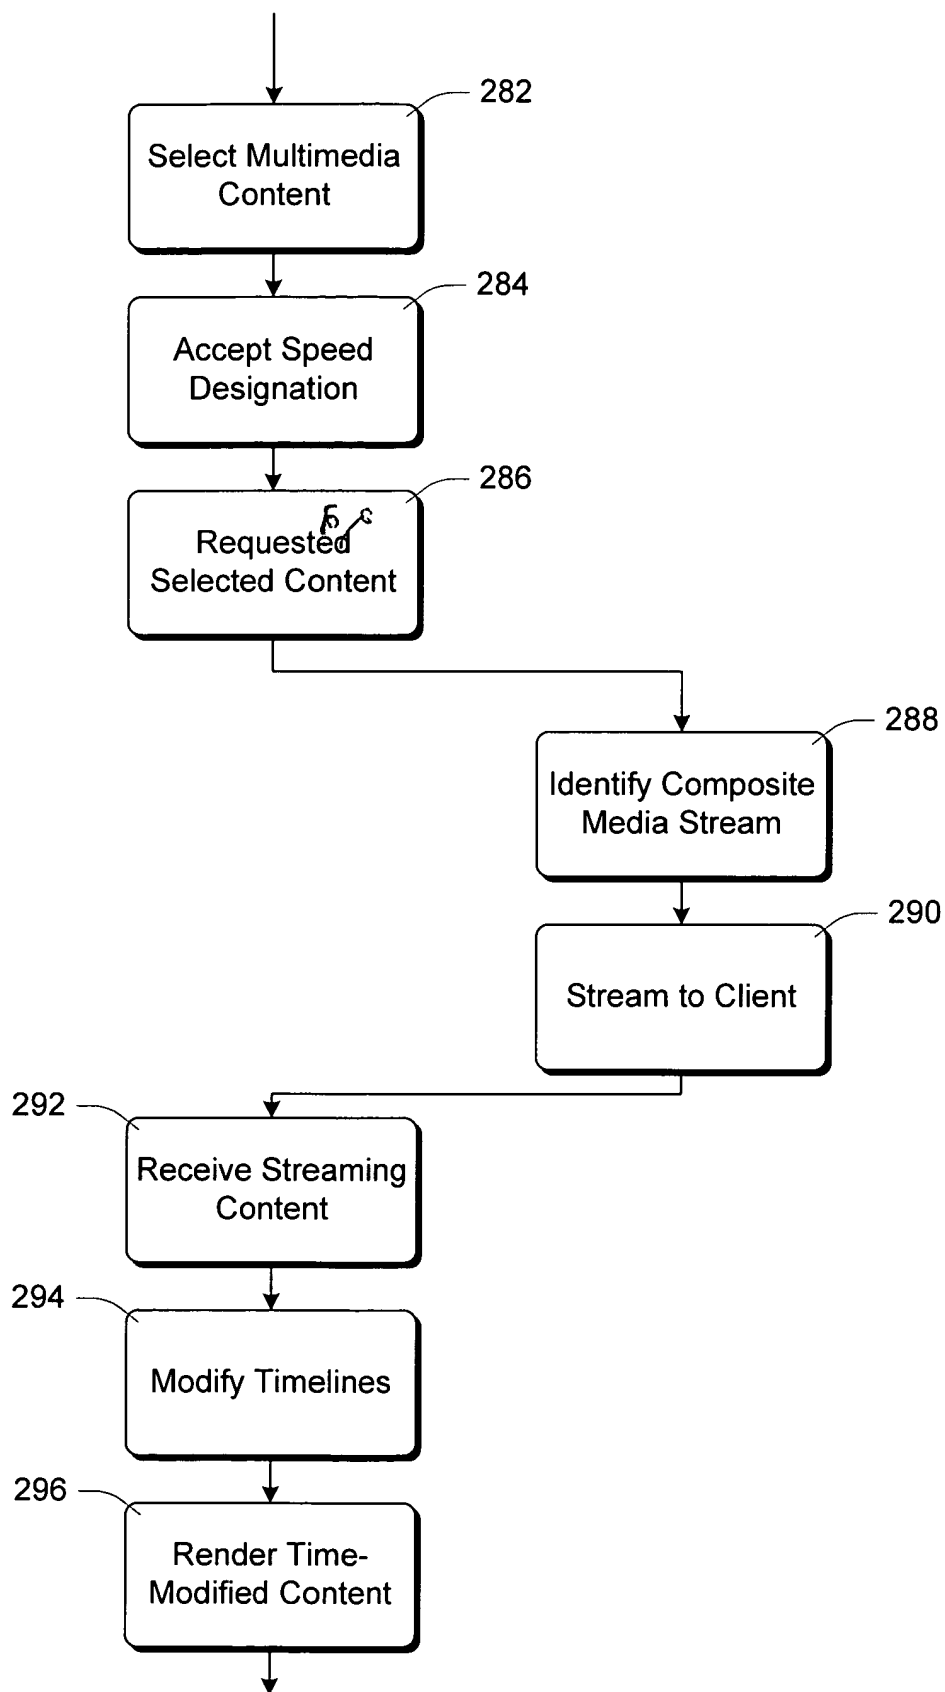 282
Select Multimedia
Content
284
Accept Speed
Designation
286
Requested
Selected Content
288
Identify Composite
Media Stream
290
Stream to Client
292
Receive Streaming
Content
294
Modify Timelines
296
Render Time-
Modified Content